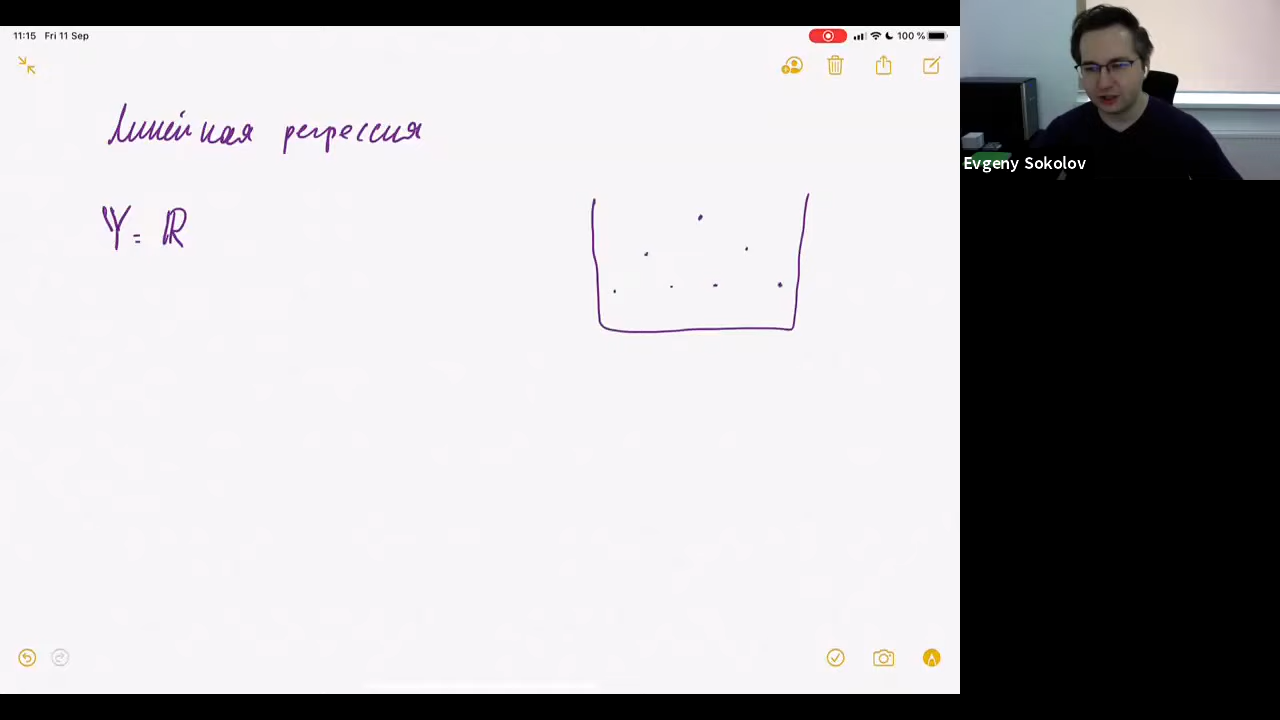 11:15 Fri 11 Sep 100 %
Линейная регрессия
Y = ℝ
Evgeny Sokolov